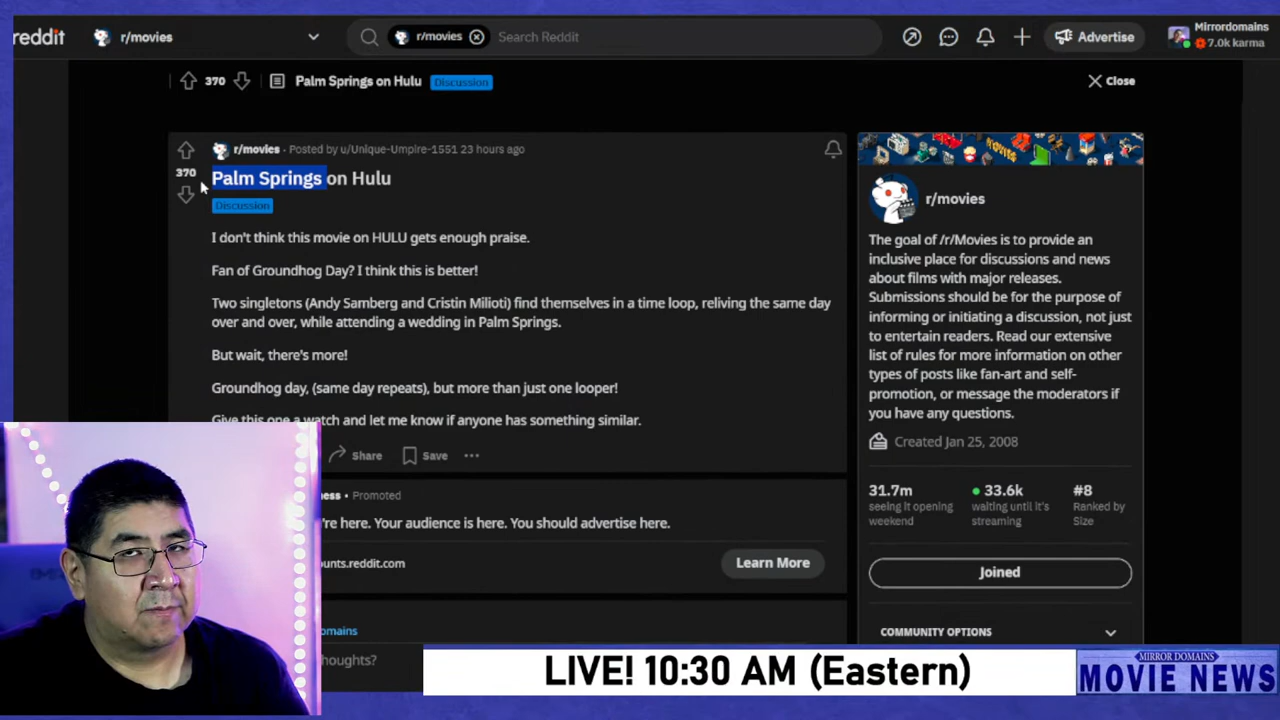 reddit
r/movies
r/movies
Search Reddit
Advertise
Mirrordomains
7.0k karma
370
Palm Springs on Hulu
Discussion
Close
r/movies • Posted by u/Unique-Umpire-1551 23 hours ago
370
Palm Springs on Hulu
Discussion
I don't think this movie on HULU gets enough praise.
Fan of Groundhog Day? I think this is better!
Two singletons (Andy Samberg and Cristin Milioti) find themselves in a time loop, reliving the same day
over and over, while attending a wedding in Palm Springs.
But wait, there's more!
Groundhog day, (same day repeats), but more than just one looper!
Give this one a watch and let me know if anyone has something similar.
Share
Save
ness • Promoted
're here. Your audience is here. You should advertise here.
ounts.reddit.com
Learn More
omains
houghts?
r/movies
The goal of /r/Movies is to provide an
inclusive place for discussions and news
about films with major releases.
Submissions should be for the purpose of
informing or initiating a discussion, not just
to entertain readers. Read our extensive
list of rules for more information on other
types of posts like fan-art and self-
promotion, or message the moderators if
you have any questions.
Created Jan 25, 2008
31.7m
seeing it opening
weekend
33.6k
waiting until it's
streaming
#8
Ranked by
Size
Joined
COMMUNITY OPTIONS
LIVE! 10:30 AM (Eastern)
MIRROR DOMAINS
MOVIE NEWS